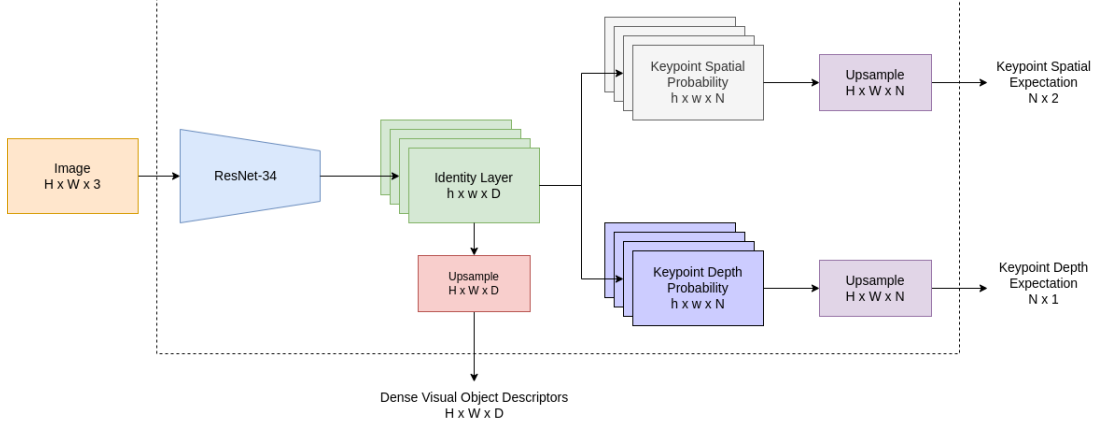 Image
H x W x 3
ResNet-34
Identity Layer
h x w x D
Upsample
H x W x D
Dense Visual Object Descriptors
H x W x D
Keypoint Spatial
Probability
h x w x N
Upsample
H x W x N
Keypoint Spatial
Expectation
N x 2
Keypoint Depth
Probability
h x w x N
Upsample
H x W x N
Keypoint Depth
Expectation
N x 1